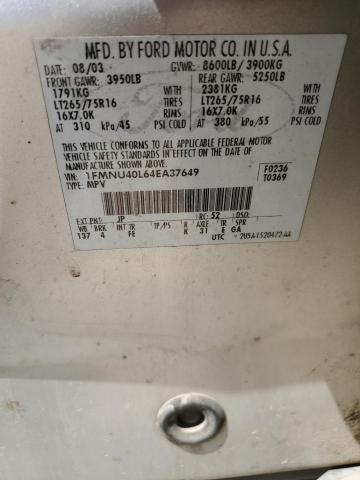 MFD. BY FORD MOTOR CO. IN U.S.A.
08/03 GVWR: 8600LB/3900KG
FRONT GAWR: 3950LB REAR GAWR: 5250LB
1791KG WITH 2381KG WITH
LT265/75R16 TIRES LT265/75R16 TIRES
16X7.0K RIMS 16X7.0K RIMS
AT 310 kPa/45 PSI COLD AT 380 kPa/55 PSI COLD
THIS VEHICLE CONFORMS TO ALL APPLICABLE FEDERAL MOTOR
VEHICLE SAFETY STANDARDS IN EFFECT ON THE DATE OF
MANUFACTURE SHOWN ABOVE.
VIN: 1FMNU40L64EA37649 F0236
TYPE: MPV T0369
EXT PNT: JP RC: 52 DSO:
WB BRK INT TR TP/PS R AXLE TR SPR
137 4 FE K 31 E GA
UTC